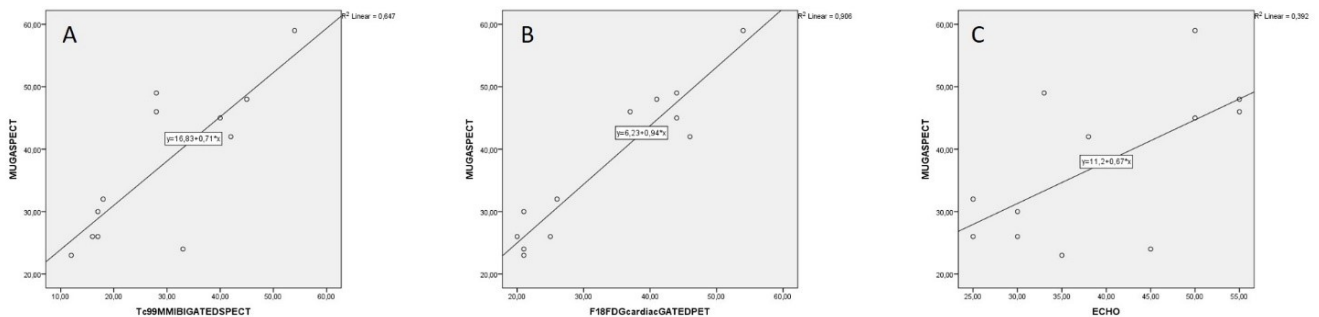 A
R² Linear = 0,647
MUGASPECT
60,00
50,00
40,00
30,00
20,00
y=16,83+0,71*x
10,00 20,00 30,00 40,00 50,00 60,00
Tc99MMIBIGATEDSPECT
B
R² Linear = 0,906
MUGASPECT
60,00
50,00
40,00
30,00
20,00
y=6,23+0,94*x
20,00 30,00 40,00 50,00 60,00
F18FDGcardiacGATEDPET
C
R² Linear = 0,392
MUGASPECT
60,00
50,00
40,00
30,00
20,00
y=11,2+0,67*x
25,00 30,00 35,00 40,00 45,00 50,00 55,00
ECHO